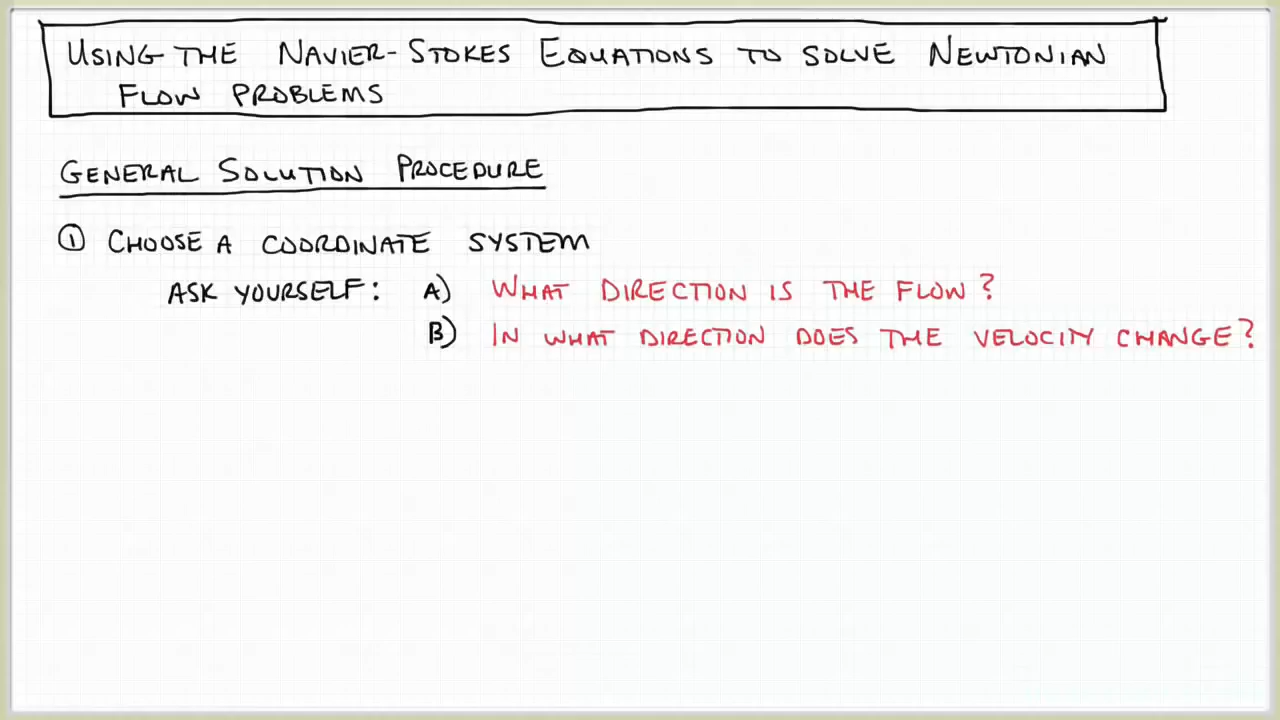 USING THE NAVIER-STOKES EQUATIONS TO SOLVE NEWTONIAN
FLOW PROBLEMS
GENERAL SOLUTION PROCEDURE
① CHOOSE A COORDINATE SYSTEM
ASK YOURSELF: A) WHAT DIRECTION IS THE FLOW?
B) IN WHAT DIRECTION DOES THE VELOCITY CHANGE?